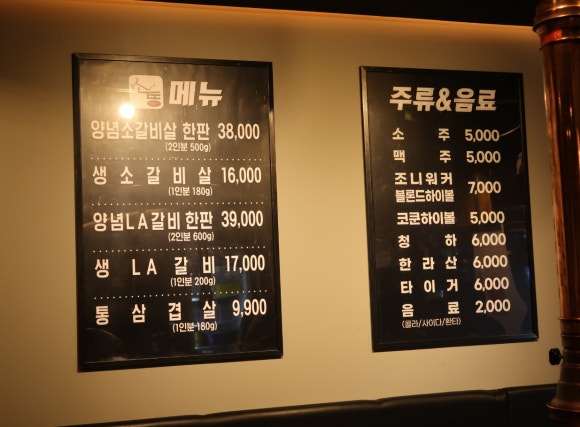 메뉴
양념소갈비살 한판 38,000
(2인분 500g)
생소갈비살 16,000
(1인분 180g)
양념LA갈비한판 39,000
(2인분 600g)
생 LA 갈비 17,000
(1인분 200g)
통삼겹살 9,900
(1인분 180g)
주류&음료
소주 5,000
맥주 5,000
조니워커
블론드하이볼 7,000
코쿤하이볼 5,000
청하 6,000
한라산 6,000
타이거 6,000
음료 2,000
(콜라/사이다/환타)